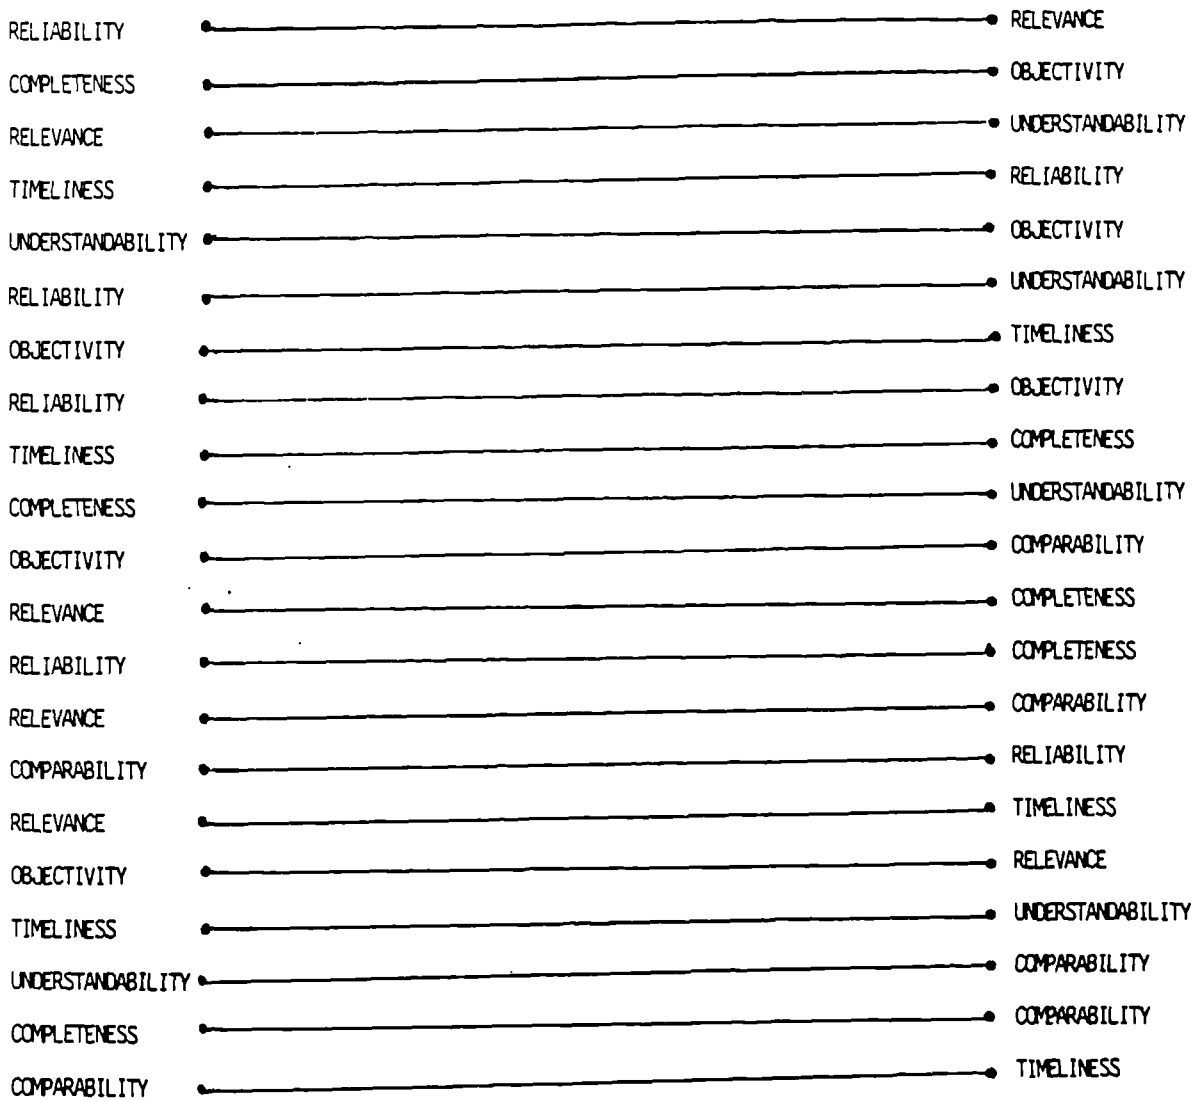 RELIABILITY RELEVANCE
COMPLETENESS OBJECTIVITY
RELEVANCE UNDERSTANDABILITY
TIMELINESS RELIABILITY
UNDERSTANDABILITY OBJECTIVITY
RELIABILITY UNDERSTANDABILITY
OBJECTIVITY TIMELINESS
RELIABILITY OBJECTIVITY
TIMELINESS COMPLETENESS
COMPLETENESS UNDERSTANDABILITY
OBJECTIVITY COMPARABILITY
RELEVANCE COMPLETENESS
RELIABILITY COMPLETENESS
RELEVANCE COMPARABILITY
COMPARABILITY RELIABILITY
RELEVANCE TIMELINESS
OBJECTIVITY RELEVANCE
TIMELINESS UNDERSTANDABILITY
UNDERSTANDABILITY COMPARABILITY
COMPLETENESS COMPARABILITY
COMPARABILITY TIMELINESS